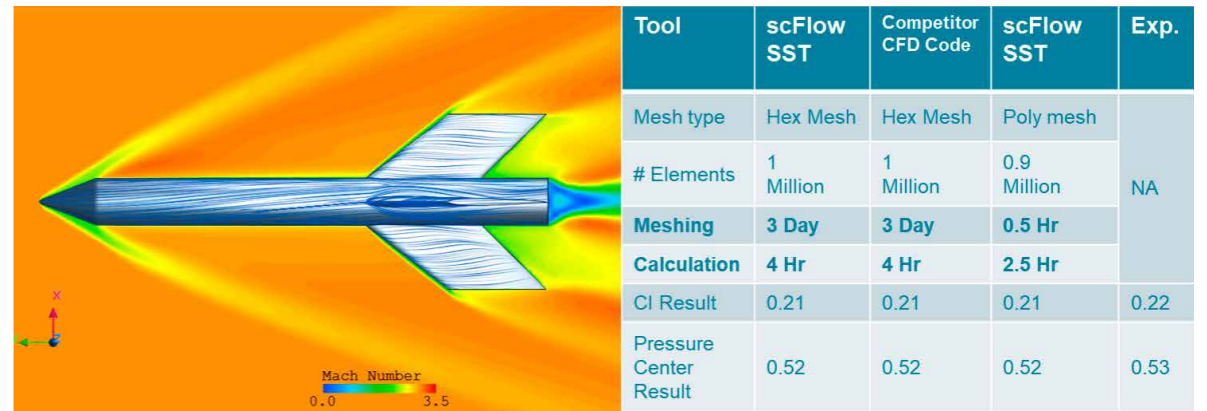 X
Z
Mach Number
0.0 3.5
Tool scFlow SST Competitor CFD Code scFlow SST Exp.
Mesh type Hex Mesh Hex Mesh Poly mesh NA
# Elements 1 Million 1 Million 0.9 Million
Meshing 3 Day 3 Day 0.5 Hr
Calculation 4 Hr 4 Hr 2.5 Hr
Cl Result 0.21 0.21 0.21 0.22
Pressure Center Result 0.52 0.52 0.52 0.53